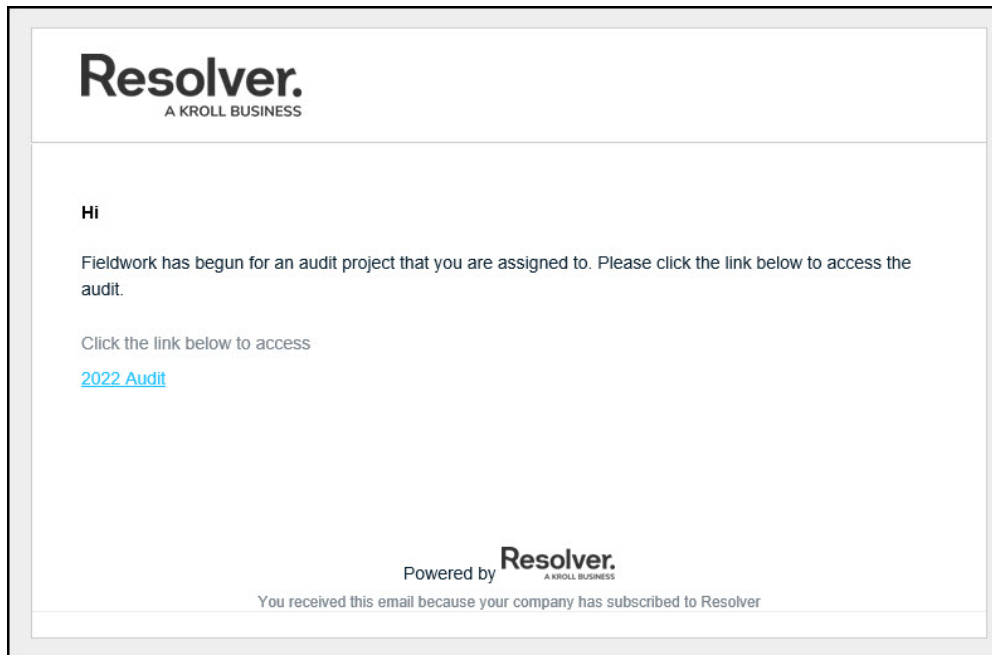 Resolver.
A KROLL BUSINESS
Hi
Fieldwork has begun for an audit project that you are assigned to. Please click the link below to access the
audit.
Click the link below to access
2022 Audit
Powered by Resolver.
A KROLL BUSINESS
You received this email because your company has subscribed to Resolver